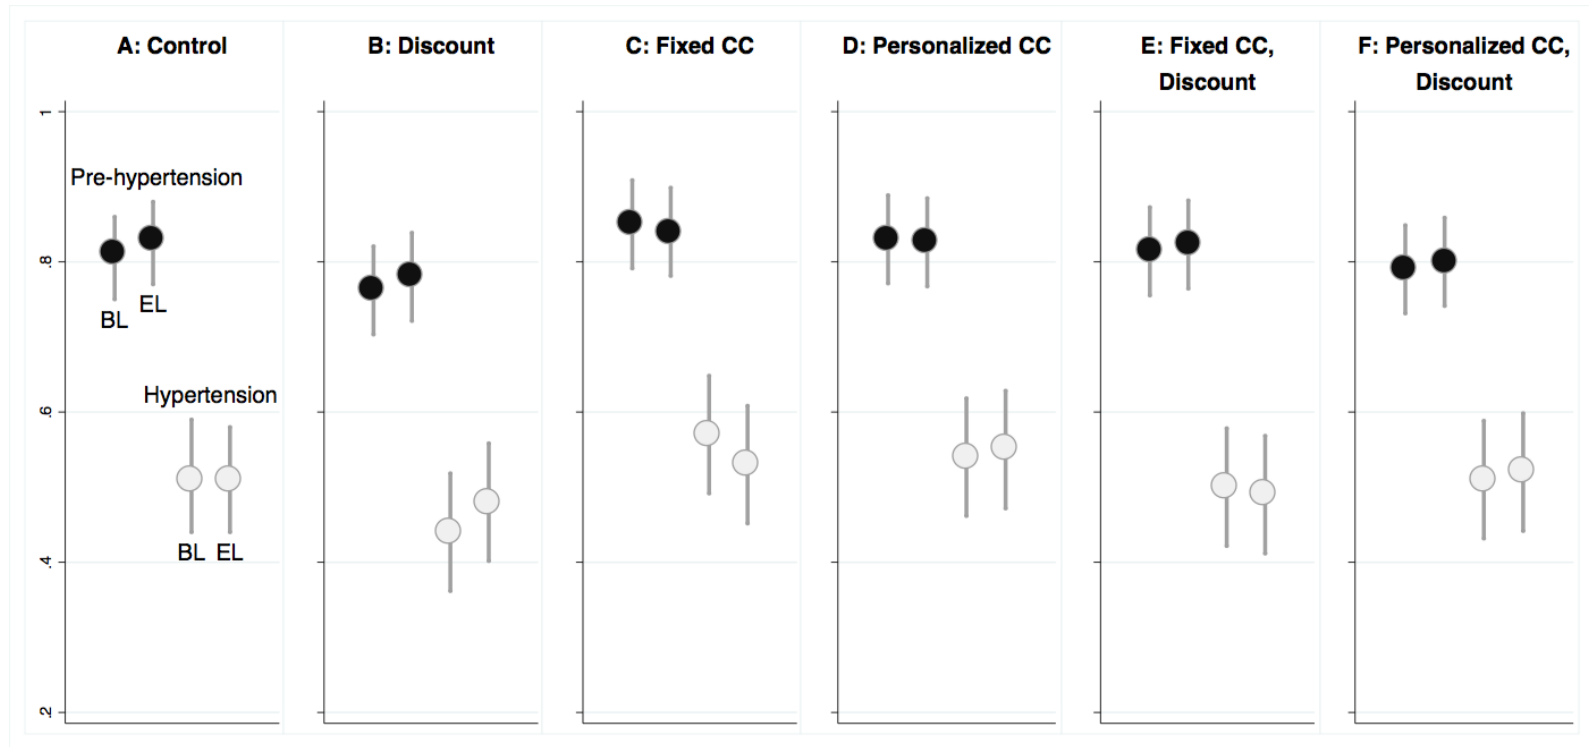 A: Control
B: Discount
C: Fixed CC
D: Personalized CC
E: Fixed CC,
Discount
F: Personalized CC,
Discount
1
.8
.6
.4
.2
Pre-hypertension
BL
EL
Hypertension
BL EL